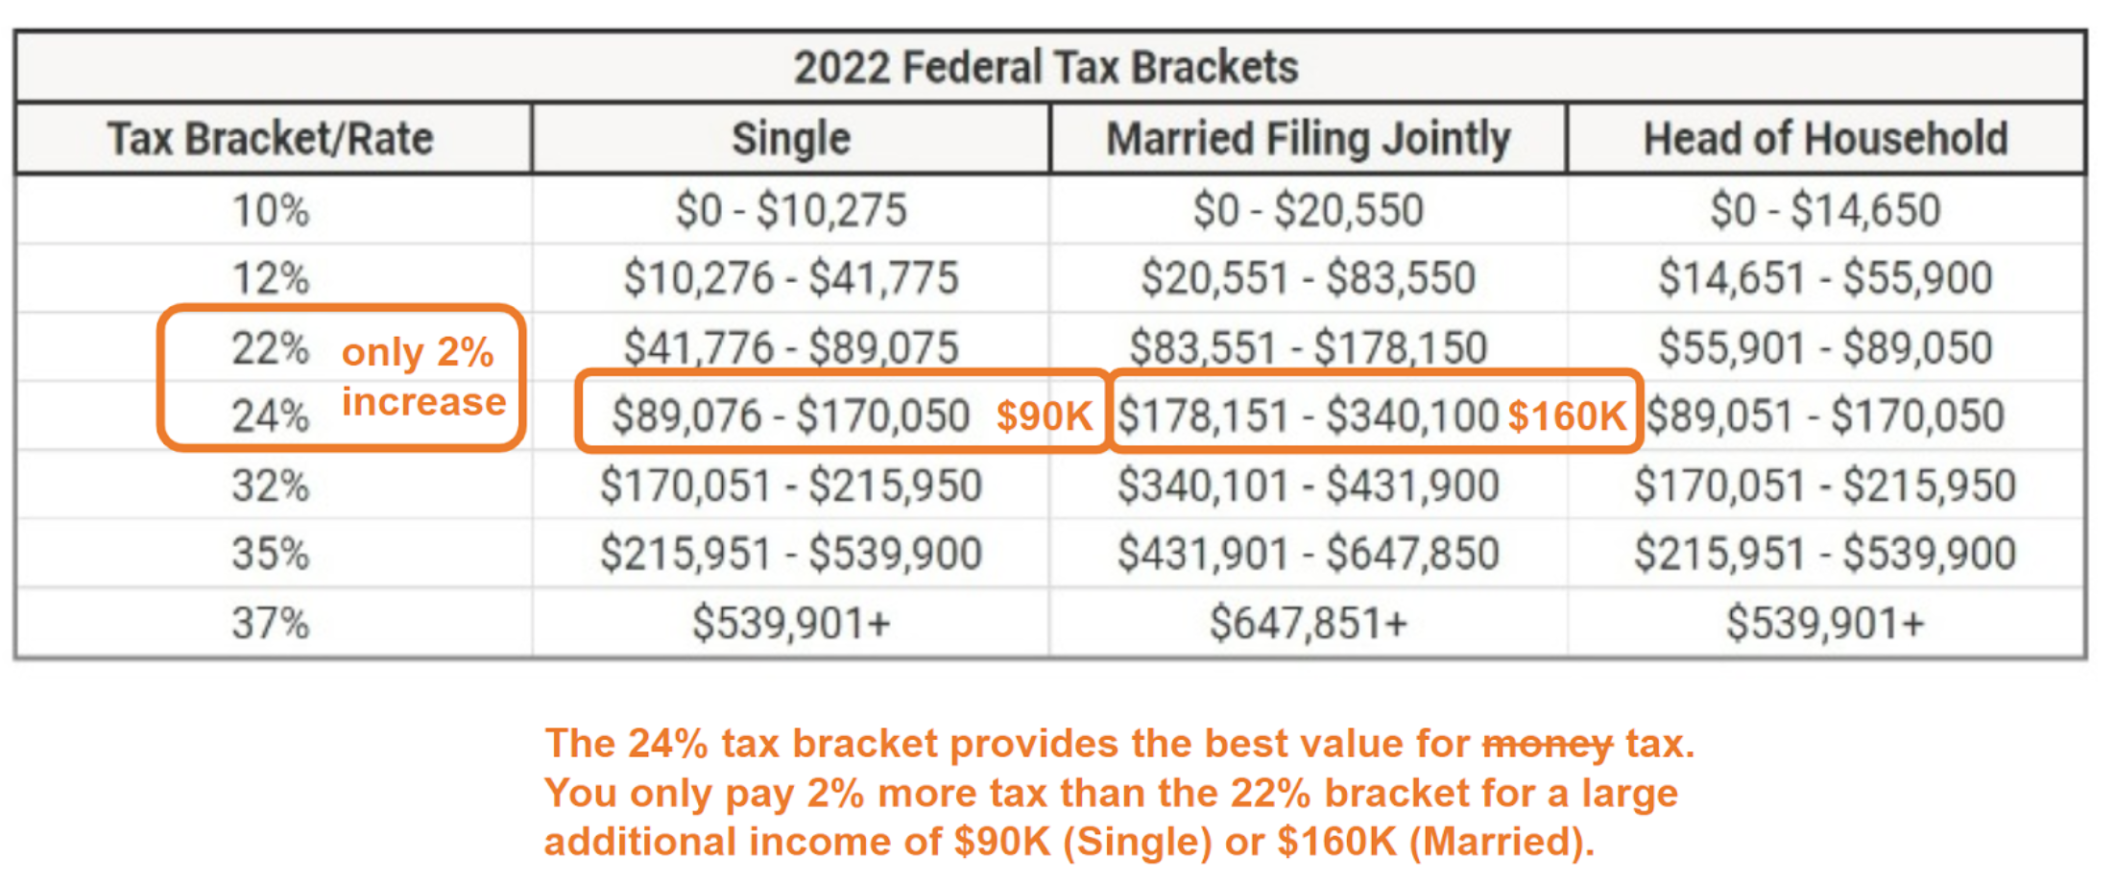 2022 Federal Tax Brackets
Tax Bracket/Rate Single Married Filing Jointly Head of Household
10% $0 - $10,275 $0 - $20,550 $0 - $14,650
12% $10,276 - $41,775 $20,551 - $83,550 $14,651 - $55,900
22% only 2% $41,776 - $89,075 $83,551 - $178,150 $55,901 - $89,050
24% increase $89,076 - $170,050 $90K $178,151 - $340,100 $160K $89,051 - $170,050
32% $170,051 - $215,950 $340,101 - $431,900 $170,051 - $215,950
35% $215,951 - $539,900 $431,901 - $647,850 $215,951 - $539,900
37% $539,901+ $647,851+ $539,901+
The 24% tax bracket provides the best value for money tax.
You only pay 2% more tax than the 22% bracket for a large
additional income of $90K (Single) or $160K (Married).